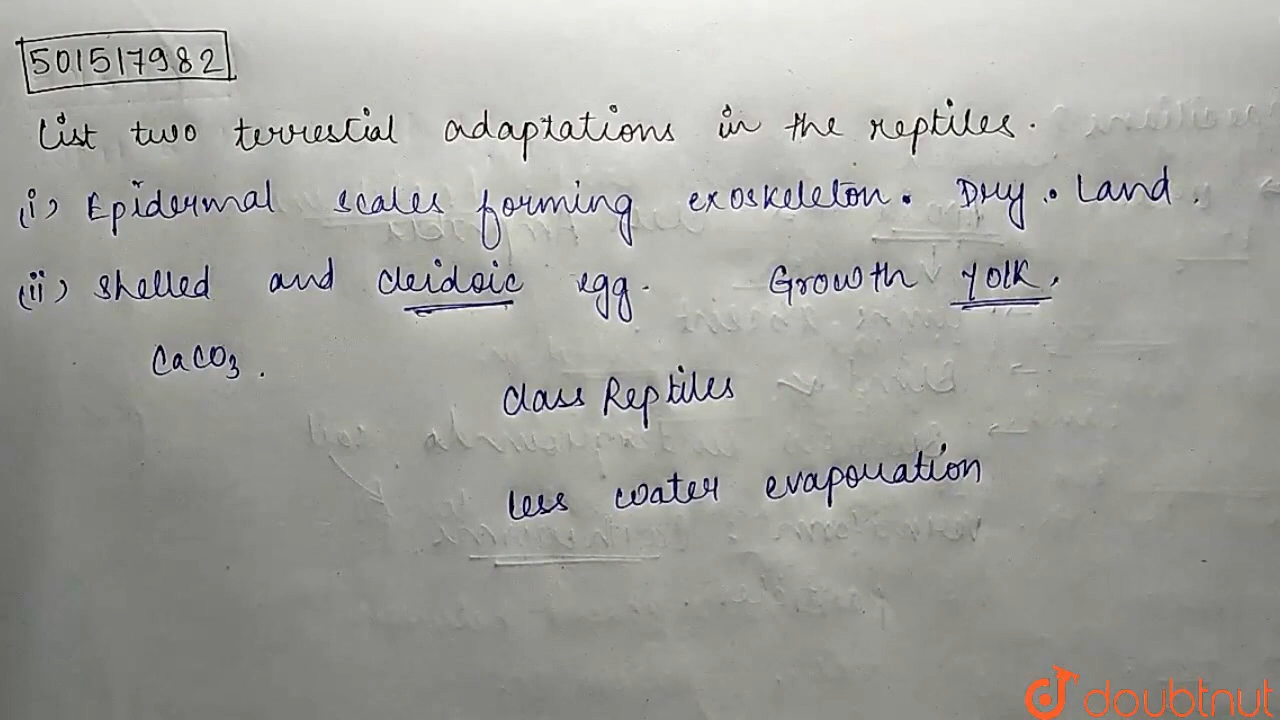 501517982
List two terrestial adaptations in the reptiles.
(i) Epidermal scales forming exoskeleton. Dry. Land.
(ii) Shelled and cleidoic egg. Growth yolk.
CaCO3.
Class Reptiles
less water evaporation
doubtnut